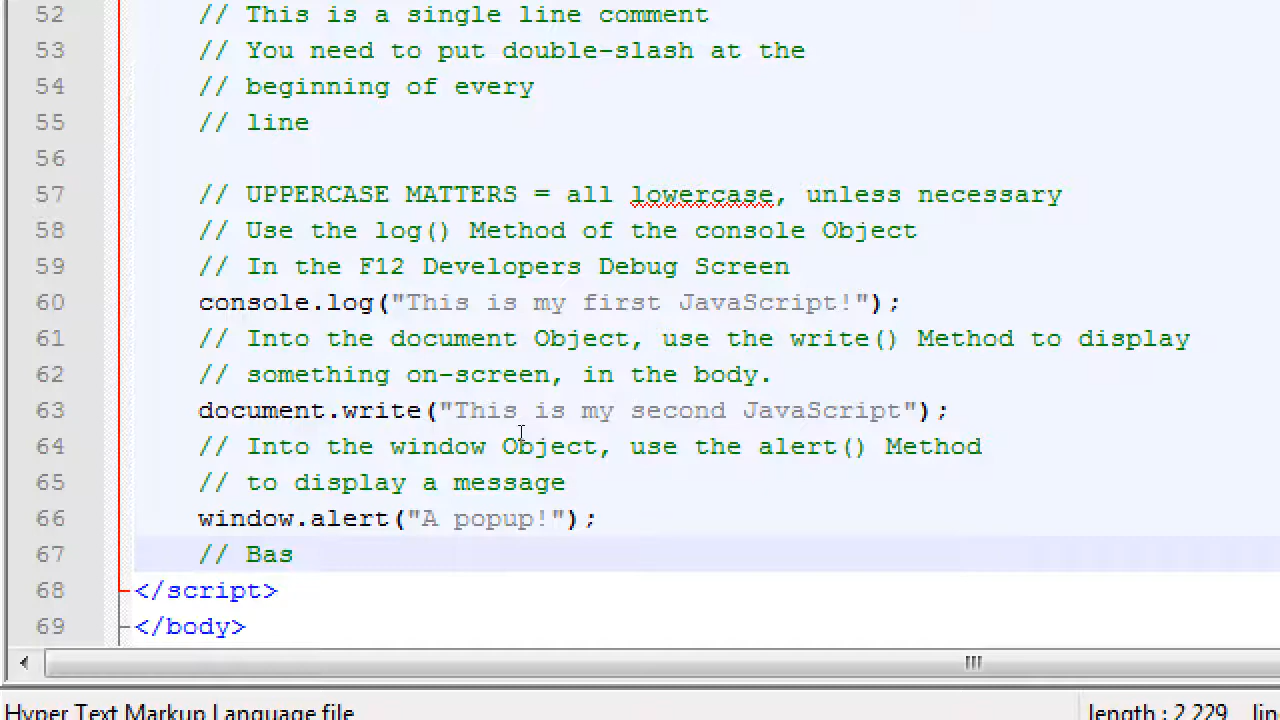 52 // This is a single line comment
53 // You need to put double-slash at the
54 // beginning of every
55 // line
56
57 // UPPERCASE MATTERS = all lowercase, unless necessary
58 // Use the log() Method of the console Object
59 // In the F12 Developers Debug Screen
60 console.log("This is my first JavaScript!");
61 // Into the document Object, use the write() Method to display
62 // something on-screen, in the body.
63 document.write("This is my second JavaScript");
64 // Into the window Object, use the alert() Method
65 // to display a message
66 window.alert("A popup!");
67 // Bas
68 </script>
69 </body>
Hyper Text Markup Language file length : 2,229 lin